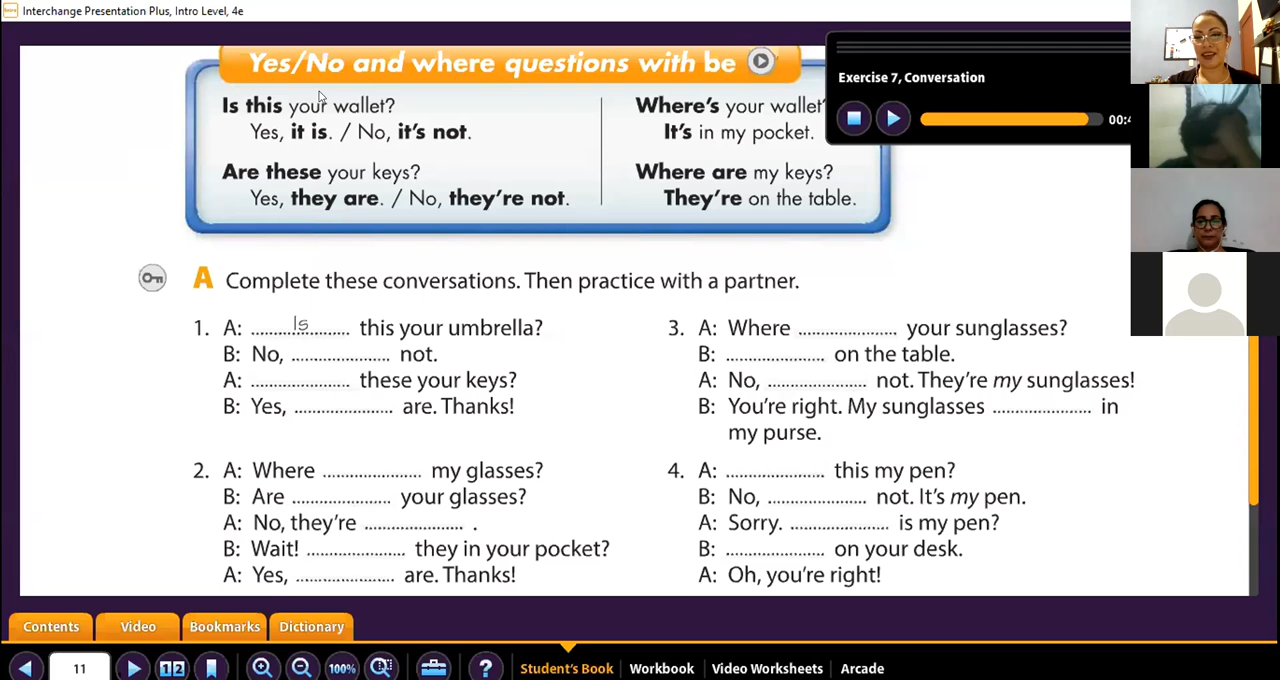 Interchange Presentation Plus, Intro Level, 4e
Yes/No and where questions with be
Is this your wallet?
Yes, it is. / No, it's not.
Are these your keys?
Yes, they are. / No, they're not.
Where's your wallet
It's in my pocket.
Where are my keys?
They're on the table.
Exercise 7, Conversation
00:4
A Complete these conversations. Then practice with a partner.
1. A: ..........Is.......... this your umbrella?
B: No, .................... not.
A: .................... these your keys?
B: Yes, .................... are. Thanks!
2. A: Where .................... my glasses?
B: Are .................... your glasses?
A: No, they're .................... .
B: Wait! .................... they in your pocket?
A: Yes, .................... are. Thanks!
3. A: Where .................... your sunglasses?
B: .................... on the table.
A: No, .................... not. They're my sunglasses!
B: You're right. My sunglasses .................... in
my purse.
4. A: .................... this my pen?
B: No, .................... not. It's my pen.
A: Sorry. .................... is my pen?
B: .................... on your desk.
A: Oh, you're right!
Contents Video Bookmarks Dictionary
11 12 100% ? Student's Book Workbook Video Worksheets Arcade